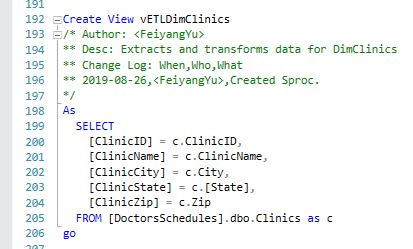 191
192 Create View vETLDimClinics
193 /* Author: <FeiyangYu>
194 ** Desc: Extracts and transforms data for DimClinics
195 ** Change Log: When,Who,What
196 ** 2019-08-26,<FeiyangYu>,Created Sproc.
197 */
198 As
199 SELECT
200 [ClinicID] = c.ClinicID,
201 [ClinicName] = c.ClinicName,
202 [ClinicCity] = c.City,
203 [ClinicState] = c.[State],
204 [ClinicZip] = c.Zip
205 FROM [DoctorsSchedules].dbo.Clinics as c
206 go